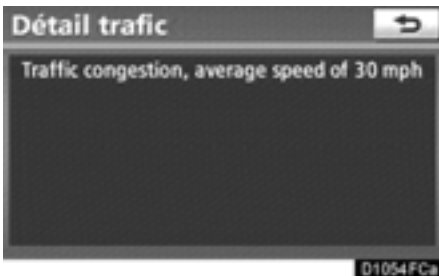 Détail trafic
Traffic congestion, average speed of 30 mph
D1054FCa